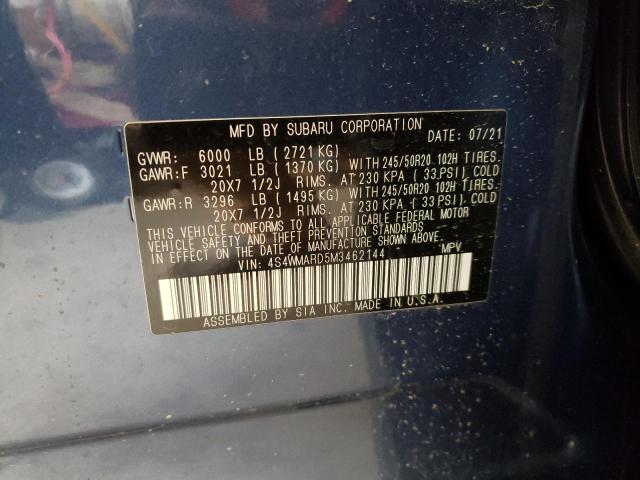 MFD BY SUBARU CORPORATION DATE: 07/21
GVWR: 6000 LB ( 2721 KG)
GAWR: F 3021 LB ( 1370 KG) WITH 245/50R20 102H TIRES.
20X7 1/2J RIMS. AT 230 KPA ( 33 PSI) COLD
GAWR: R 3296 LB ( 1495 KG) WITH 245/50R20 102H TIRES.
20X7 1/2J RIMS. AT 230 KPA ( 33 PSI) COLD
THIS VEHICLE CONFORMS TO ALL APPLICABLE FEDERAL MOTOR
VEHICLE SAFETY AND THEFT PREVENTION STANDARDS
IN EFFECT ON THE DATE OF MANUFACTURE SHOWN ABOVE.
VIN: 4S4WMARD5M3462144 MPV
ASSEMBLED BY SIA INC. MADE IN U.S.A.